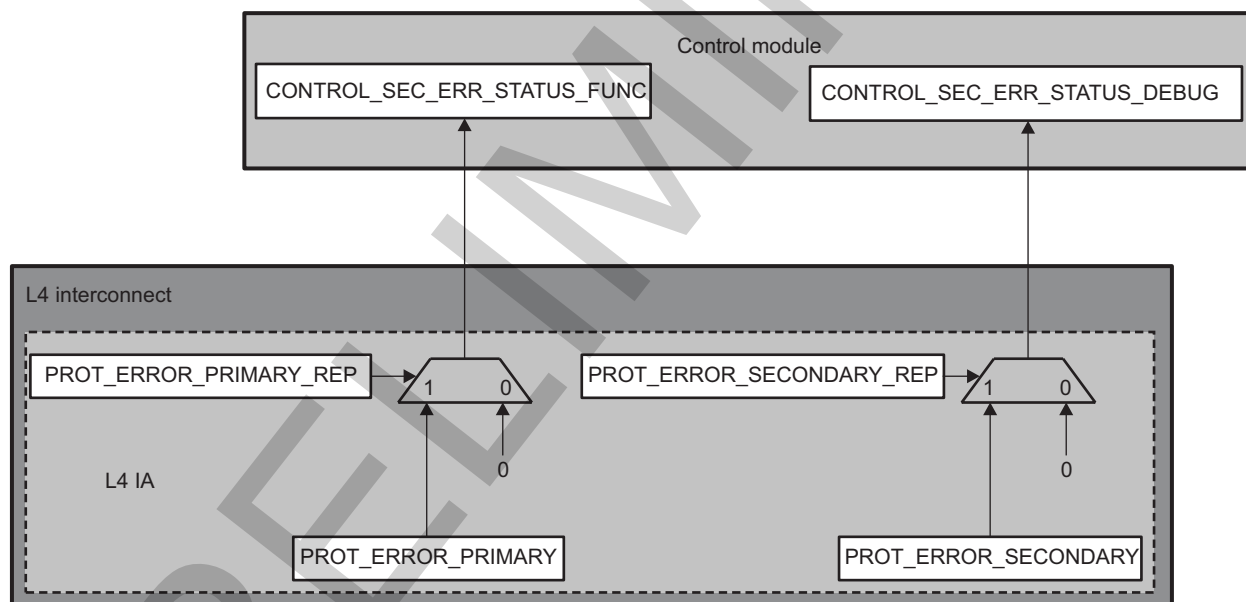 Control module
CONTROL_SEC_ERR_STATUS_FUNC
CONTROL_SEC_ERR_STATUS_DEBUG
L4 interconnect
PROT_ERROR_PRIMARY_REP
1 0
PROT_ERROR_SECONDARY_REP
1 0
0
0
L4 IA
PROT_ERROR_PRIMARY
PROT_ERROR_SECONDARY